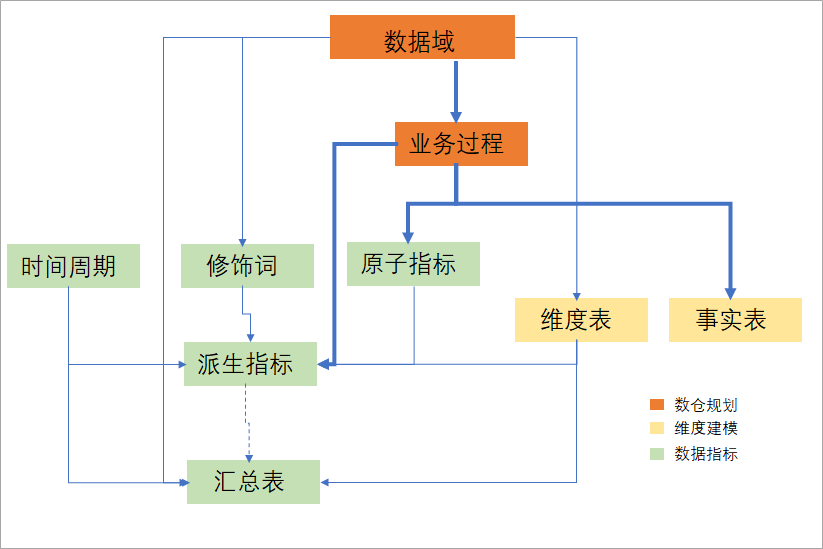 数据域
业务过程
时间周期
修饰词
原子指标
维度表
事实表
派生指标
数仓规划
维度建模
数据指标
汇总表